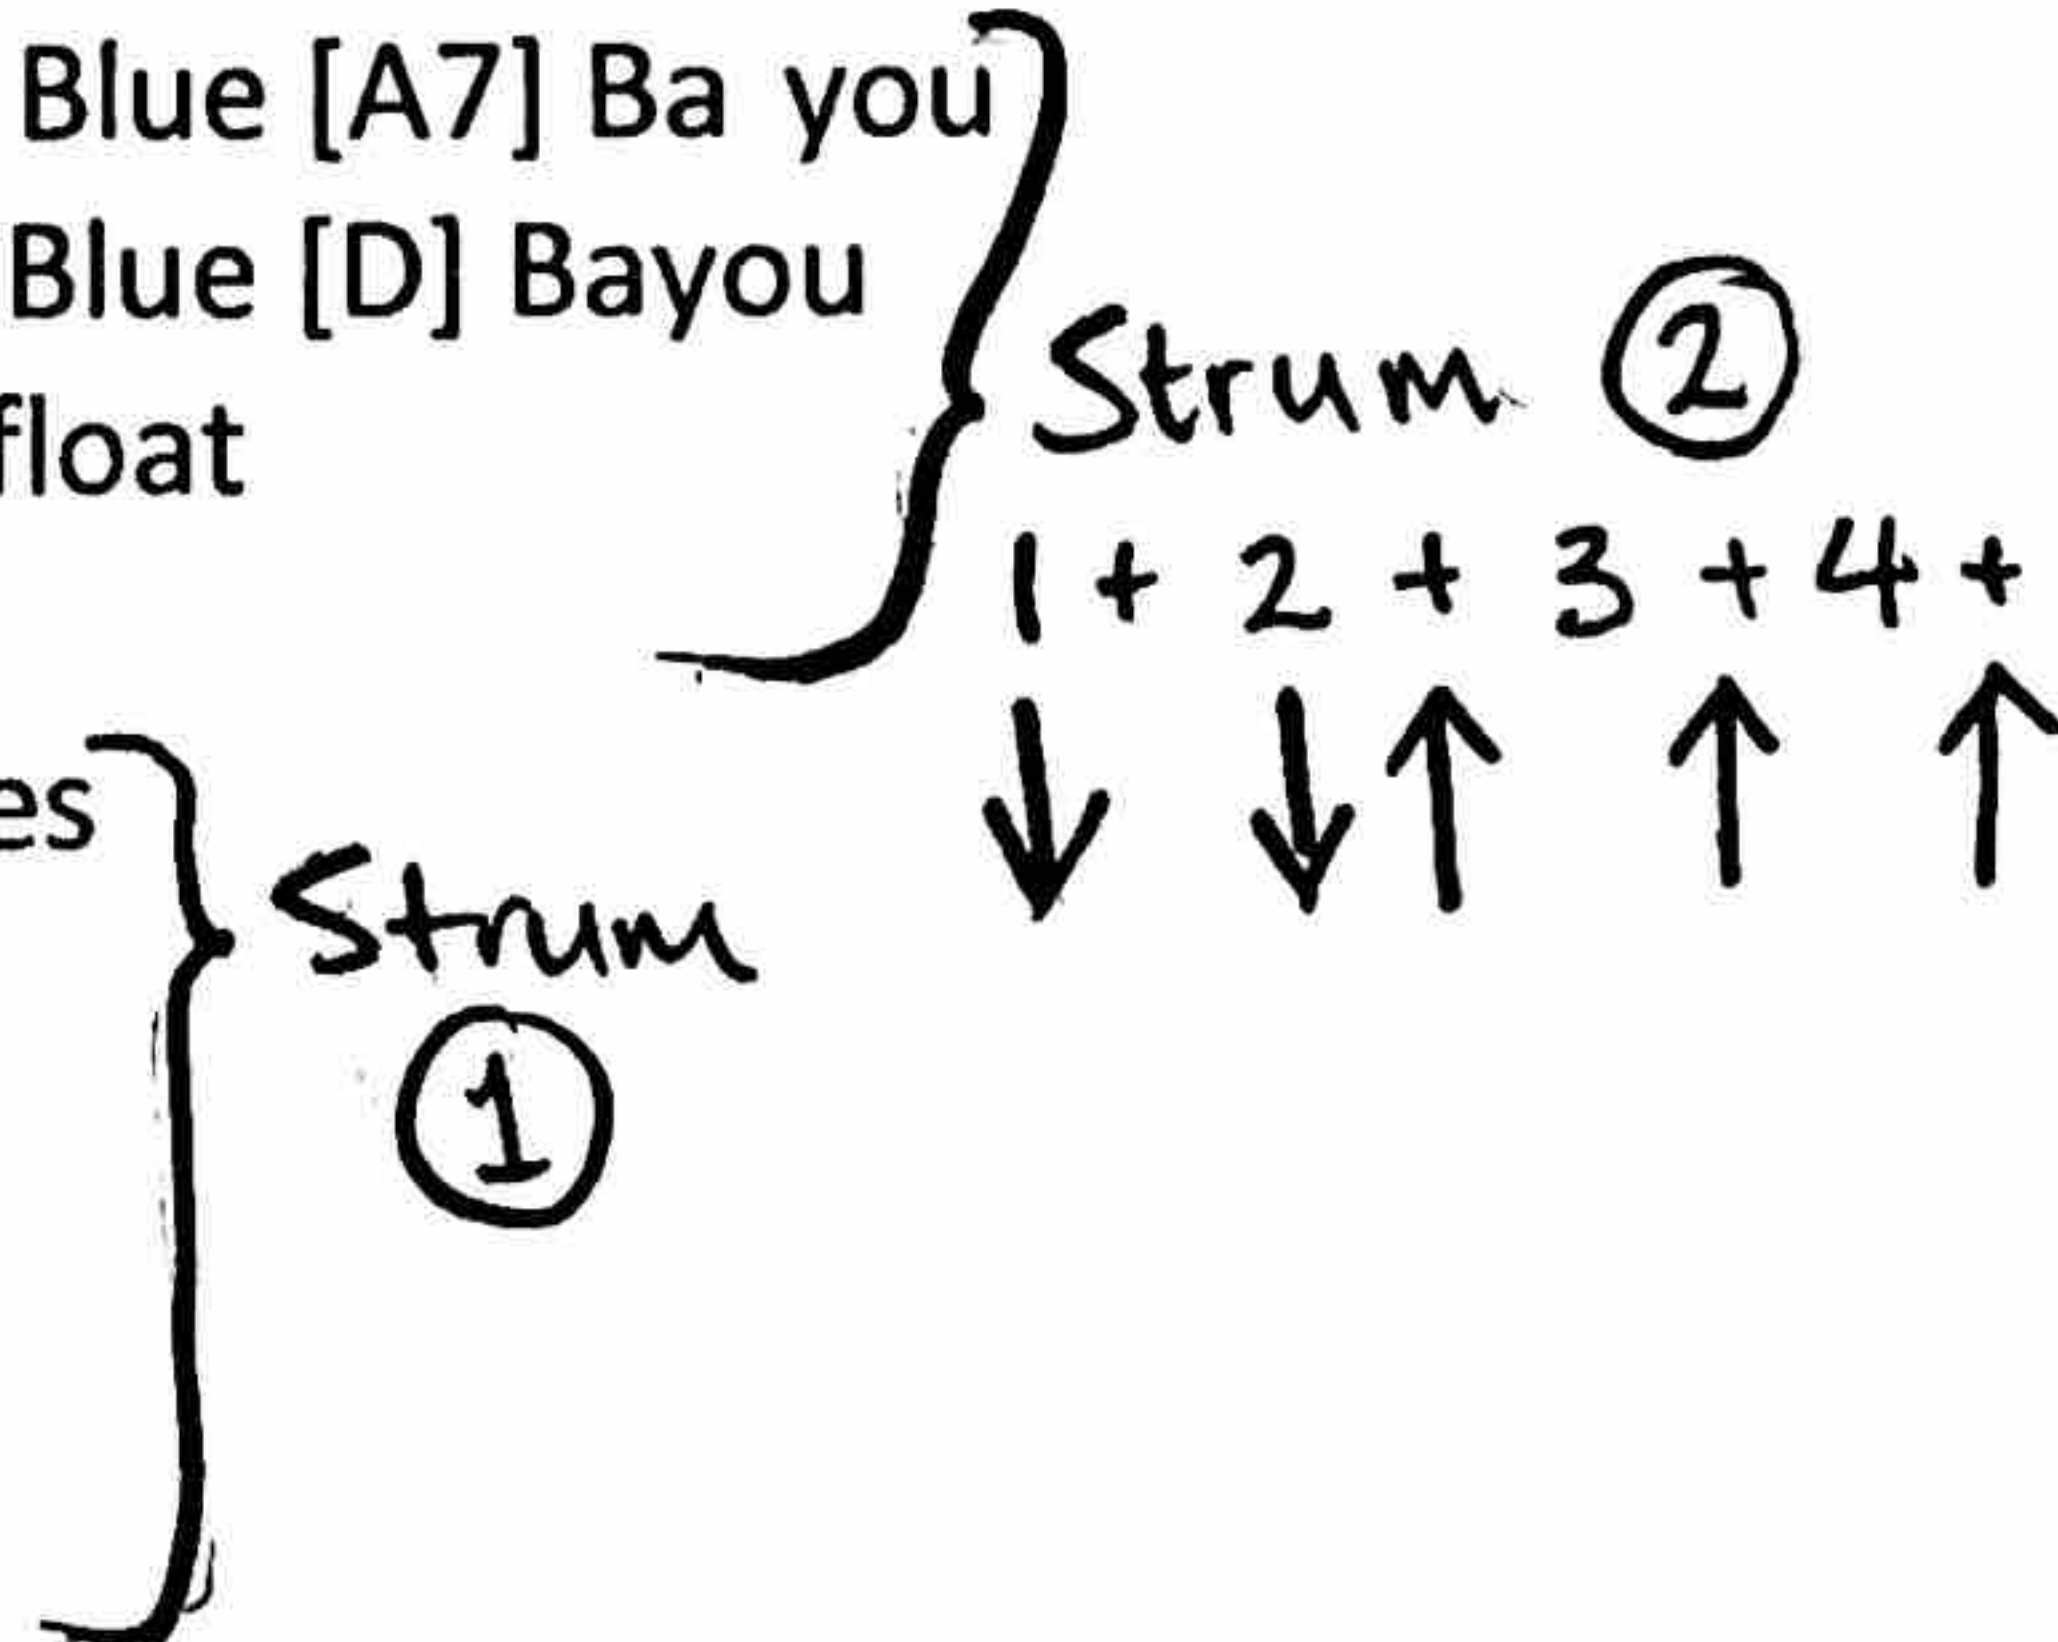 Blue [A7] Ba you
Blue [D] Bayou
float
Strum ②
1 + 2 + 3 + 4 +
↓ ↓ ↑ ↑ ↑
es
Strum
①